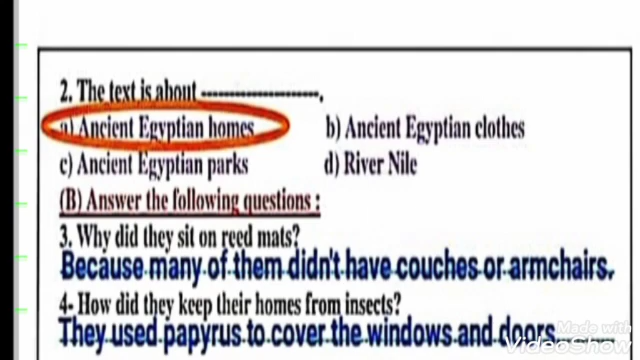 2. The text is about --------------------.
a) Ancient Egyptian homes b) Ancient Egyptian clothes
c) Ancient Egyptian parks d) River Nile
(B) Answer the following questions :
3. Why did they sit on reed mats?
Because many of them didn't have couches or armchairs.
4- How did they keep their homes from insects?
They used papyrus to cover the windows and doors
Made with
VideoShow